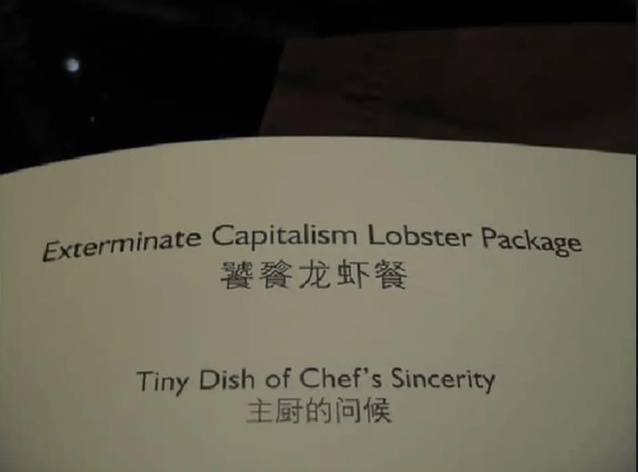 Exterminate Capitalism Lobster Package
饕餮龙虾餐
Tiny Dish of Chef's Sincerity
主厨的问候